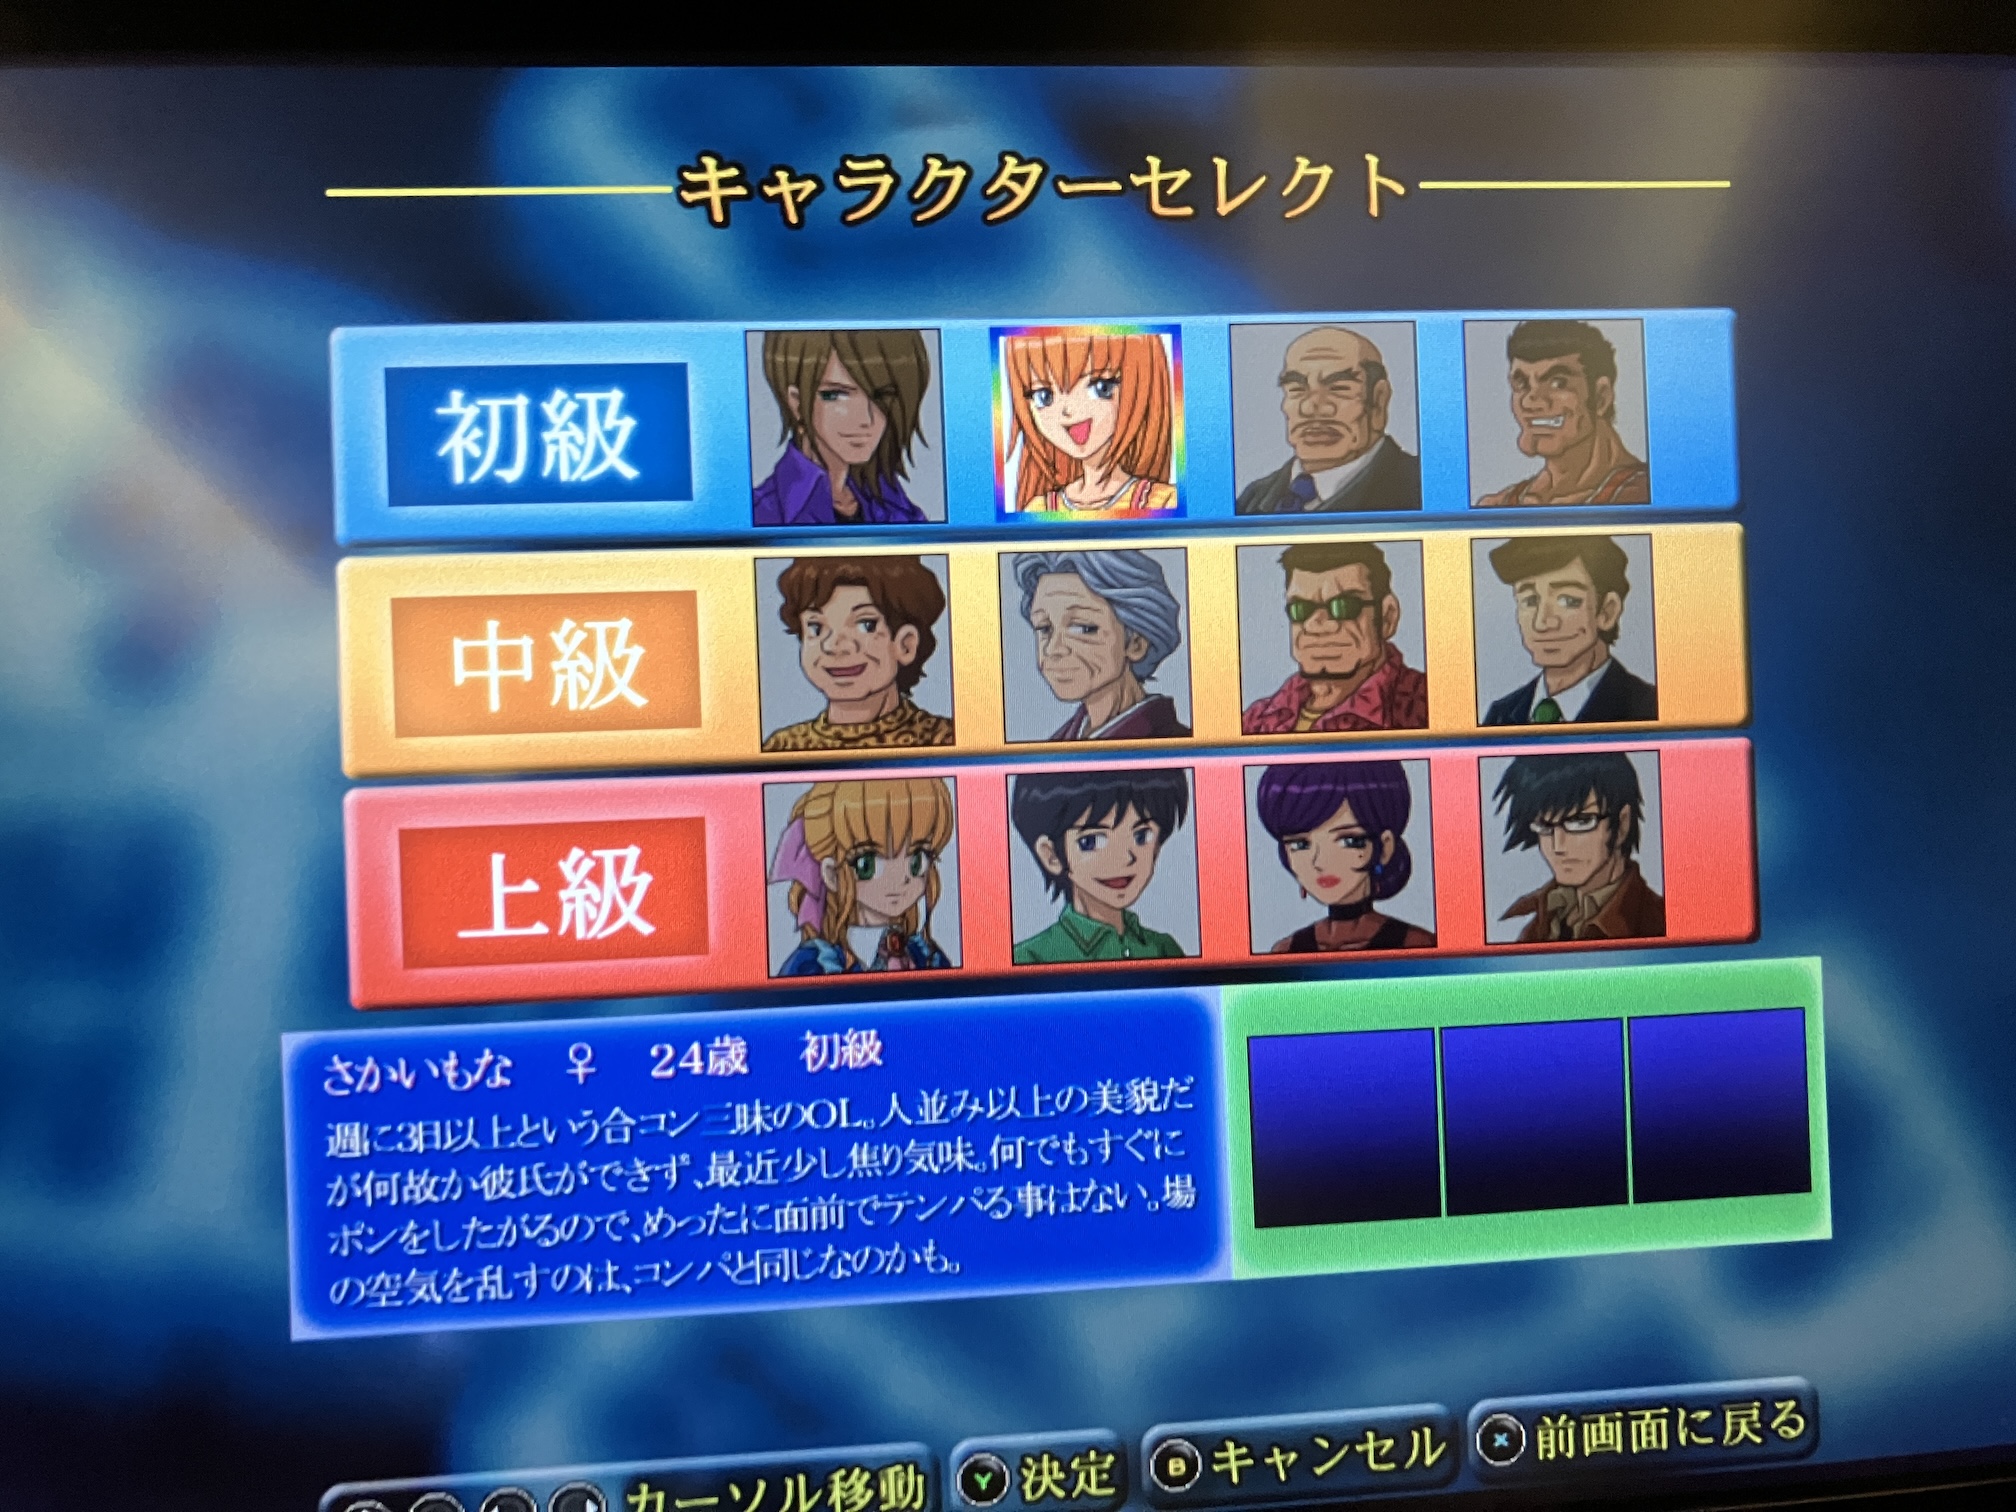 キャラクターセレクト
初級
中級
上級
さかいもな ♀ 24歳 初級
週に3日以上という合コン三昧のOL。人並み以上の美貌だ
が何故か彼氏ができず、最近少し焦り気味。何でもすぐに
ポンをしたがるので、めったに面前でテンパる事はない。場
の空気を乱すのは、コンパと同じなのかも。
カーソル移動 Y 決定 B キャンセル X 前画面に戻る